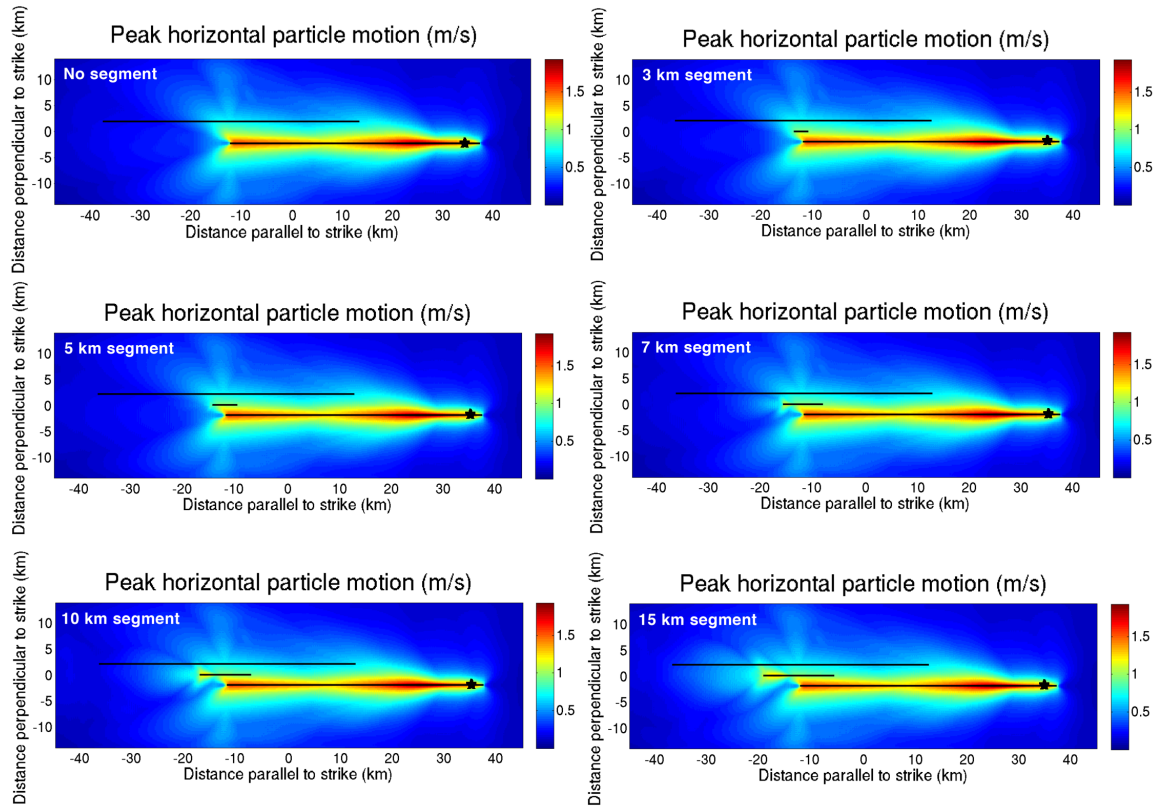 Peak horizontal particle motion (m/s)
No segment
Distance perpendicular to strike (km)
10
5
0
-5
-10
-40 -30 -20 -10 0 10 20 30 40
Distance parallel to strike (km)
1.5
1
0.5
Peak horizontal particle motion (m/s)
3 km segment
Distance perpendicular to strike (km)
10
5
0
-5
-10
-40 -30 -20 -10 0 10 20 30 40
Distance parallel to strike (km)
1.5
1
0.5
Peak horizontal particle motion (m/s)
5 km segment
Distance perpendicular to strike (km)
10
5
0
-5
-10
-40 -30 -20 -10 0 10 20 30 40
Distance parallel to strike (km)
1.5
1
0.5
Peak horizontal particle motion (m/s)
7 km segment
Distance perpendicular to strike (km)
10
5
0
-5
-10
-40 -30 -20 -10 0 10 20 30 40
Distance parallel to strike (km)
1.5
1
0.5
Peak horizontal particle motion (m/s)
10 km segment
Distance perpendicular to strike (km)
10
5
0
-5
-10
-40 -30 -20 -10 0 10 20 30 40
Distance parallel to strike (km)
1.5
1
0.5
Peak horizontal particle motion (m/s)
15 km segment
Distance perpendicular to strike (km)
10
5
0
-5
-10
-40 -30 -20 -10 0 10 20 30 40
Distance parallel to strike (km)
1.5
1
0.5